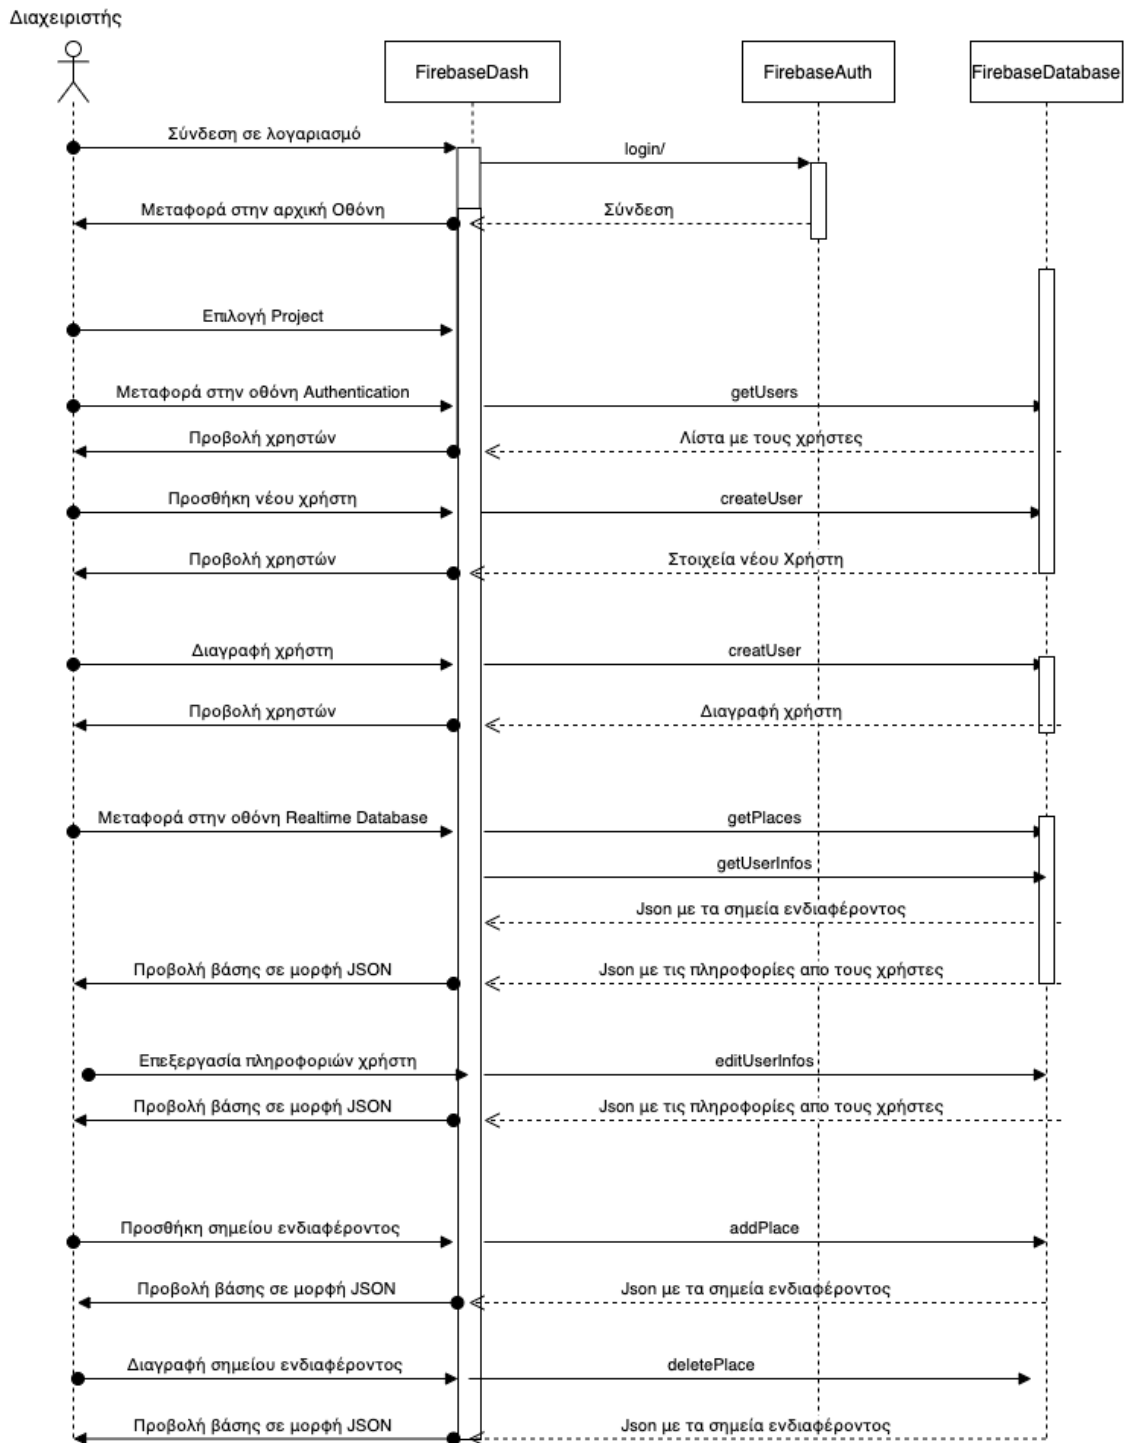 Διαχειριστής
FirebaseDash
FirebaseAuth
FirebaseDatabase
Σύνδεση σε λογαριασμό
login/
Μεταφορά στην αρχική Οθόνη
Σύνδεση
Επιλογή Project
Μεταφορά στην οθόνη Authentication
getUsers
Προβολή χρηστών
Λίστα με τους χρήστες
Προσθήκη νέου χρήστη
createUser
Προβολή χρηστών
Στοιχεία νέου Χρήστη
Διαγραφή χρήστη
creatUser
Προβολή χρηστών
Διαγραφή χρήστη
Μεταφορά στην οθόνη Realtime Database
getPlaces
getUserInfos
Json με τα σημεία ενδιαφέροντος
Προβολή βάσης σε μορφή JSON
Json με τις πληροφορίες απο τους χρήστες
Επεξεργασία πληροφοριών χρήστη
editUserInfos
Προβολή βάσης σε μορφή JSON
Json με τις πληροφορίες απο τους χρήστες
Προσθήκη σημείου ενδιαφέροντος
addPlace
Προβολή βάσης σε μορφή JSON
Json με τα σημεία ενδιαφέροντος
Διαγραφή σημείου ενδιαφέροντος
deletePlace
Προβολή βάσης σε μορφή JSON
Json με τα σημεία ενδιαφέροντος